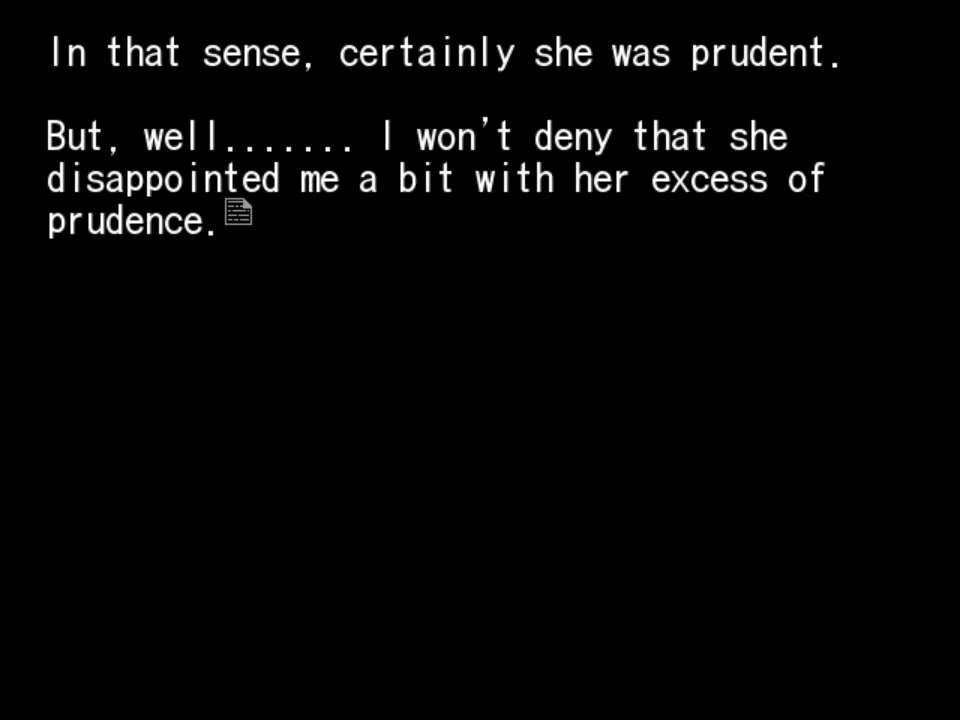 In that sense, certainly she was prudent.
But, well....... I won't deny that she
disappointed me a bit with her excess of
prudence.